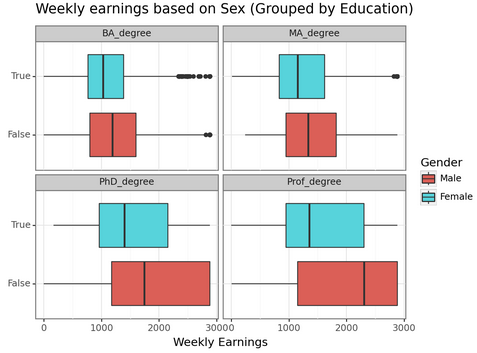 Weekly earnings based on Sex (Grouped by Education)
BA_degree
MA_degree
True
False
PhD_degree
Prof_degree
True
False
Gender
Male
Female
0 1000 2000 3000 0 1000 2000 3000
Weekly Earnings